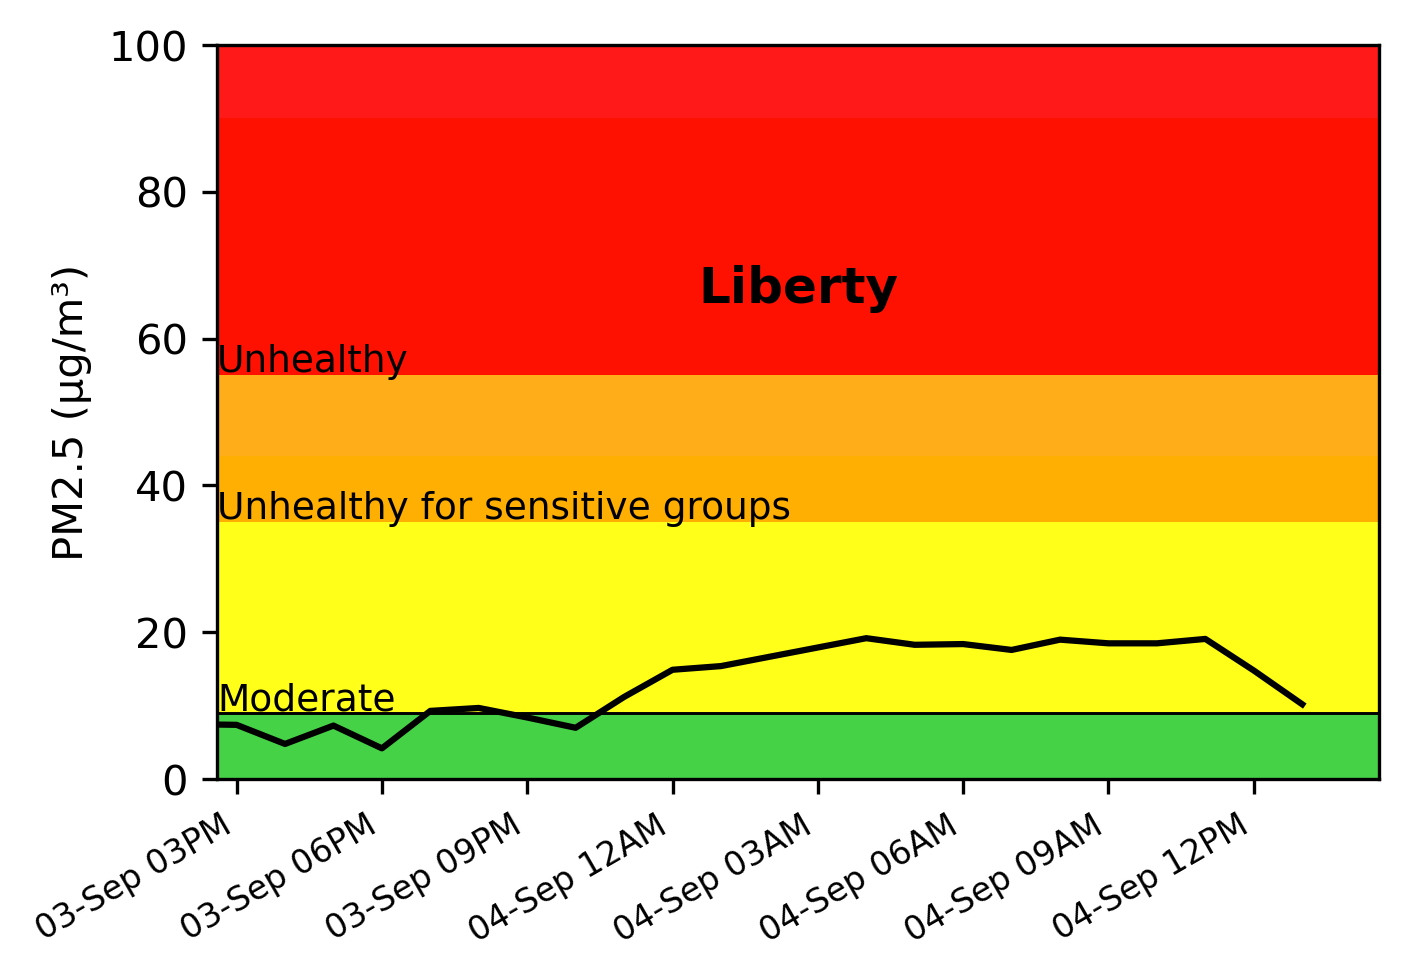 100
80
60
40
20
0
PM2.5 (μg/m³)
Liberty
Unhealthy
Unhealthy for sensitive groups
Moderate
03-Sep 03PM
03-Sep 06PM
03-Sep 09PM
04-Sep 12AM
04-Sep 03AM
04-Sep 06AM
04-Sep 09AM
04-Sep 12PM